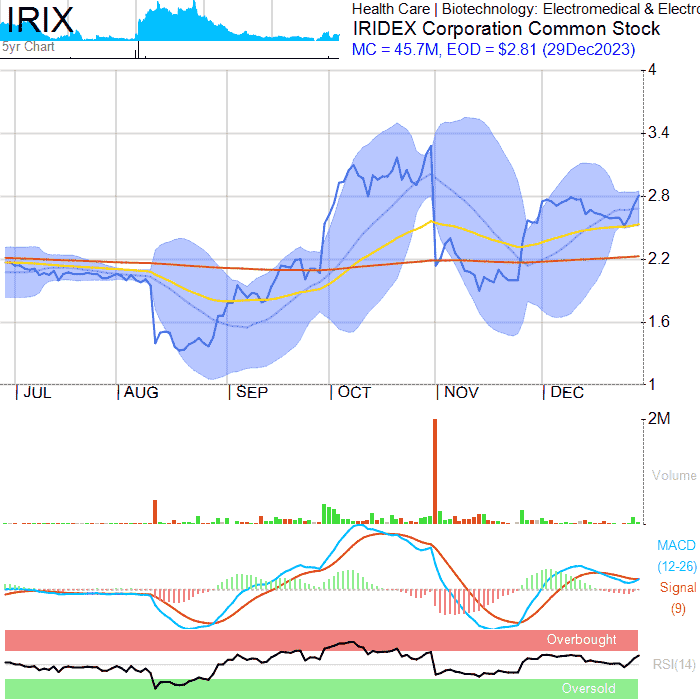 IRIX
5yr Chart
Health Care | Biotechnology: Electromedical & Electro
IRIDEX Corporation Common Stock
MC = 45.7M, EOD = $2.81 (29Dec2023)
4
3.4
2.8
2.2
1.6
1
JUL AUG SEP OCT NOV DEC
2M
Volume
MACD
(12-26)
Signal
(9)
Overbought
RSI(14)
Oversold